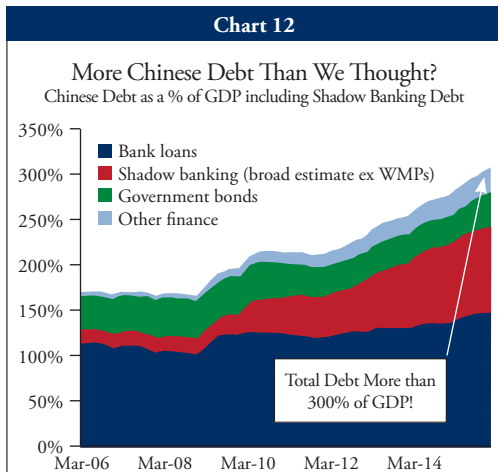 Chart 12
More Chinese Debt Than We Thought?
Chinese Debt as a % of GDP including Shadow Banking Debt
350%
300%
250%
200%
150%
100%
50%
0%
Bank loans
Shadow banking (broad estimate ex WMPs)
Government bonds
Other finance
Total Debt More than
300% of GDP!
Mar-06 Mar-08 Mar-10 Mar-12 Mar-14